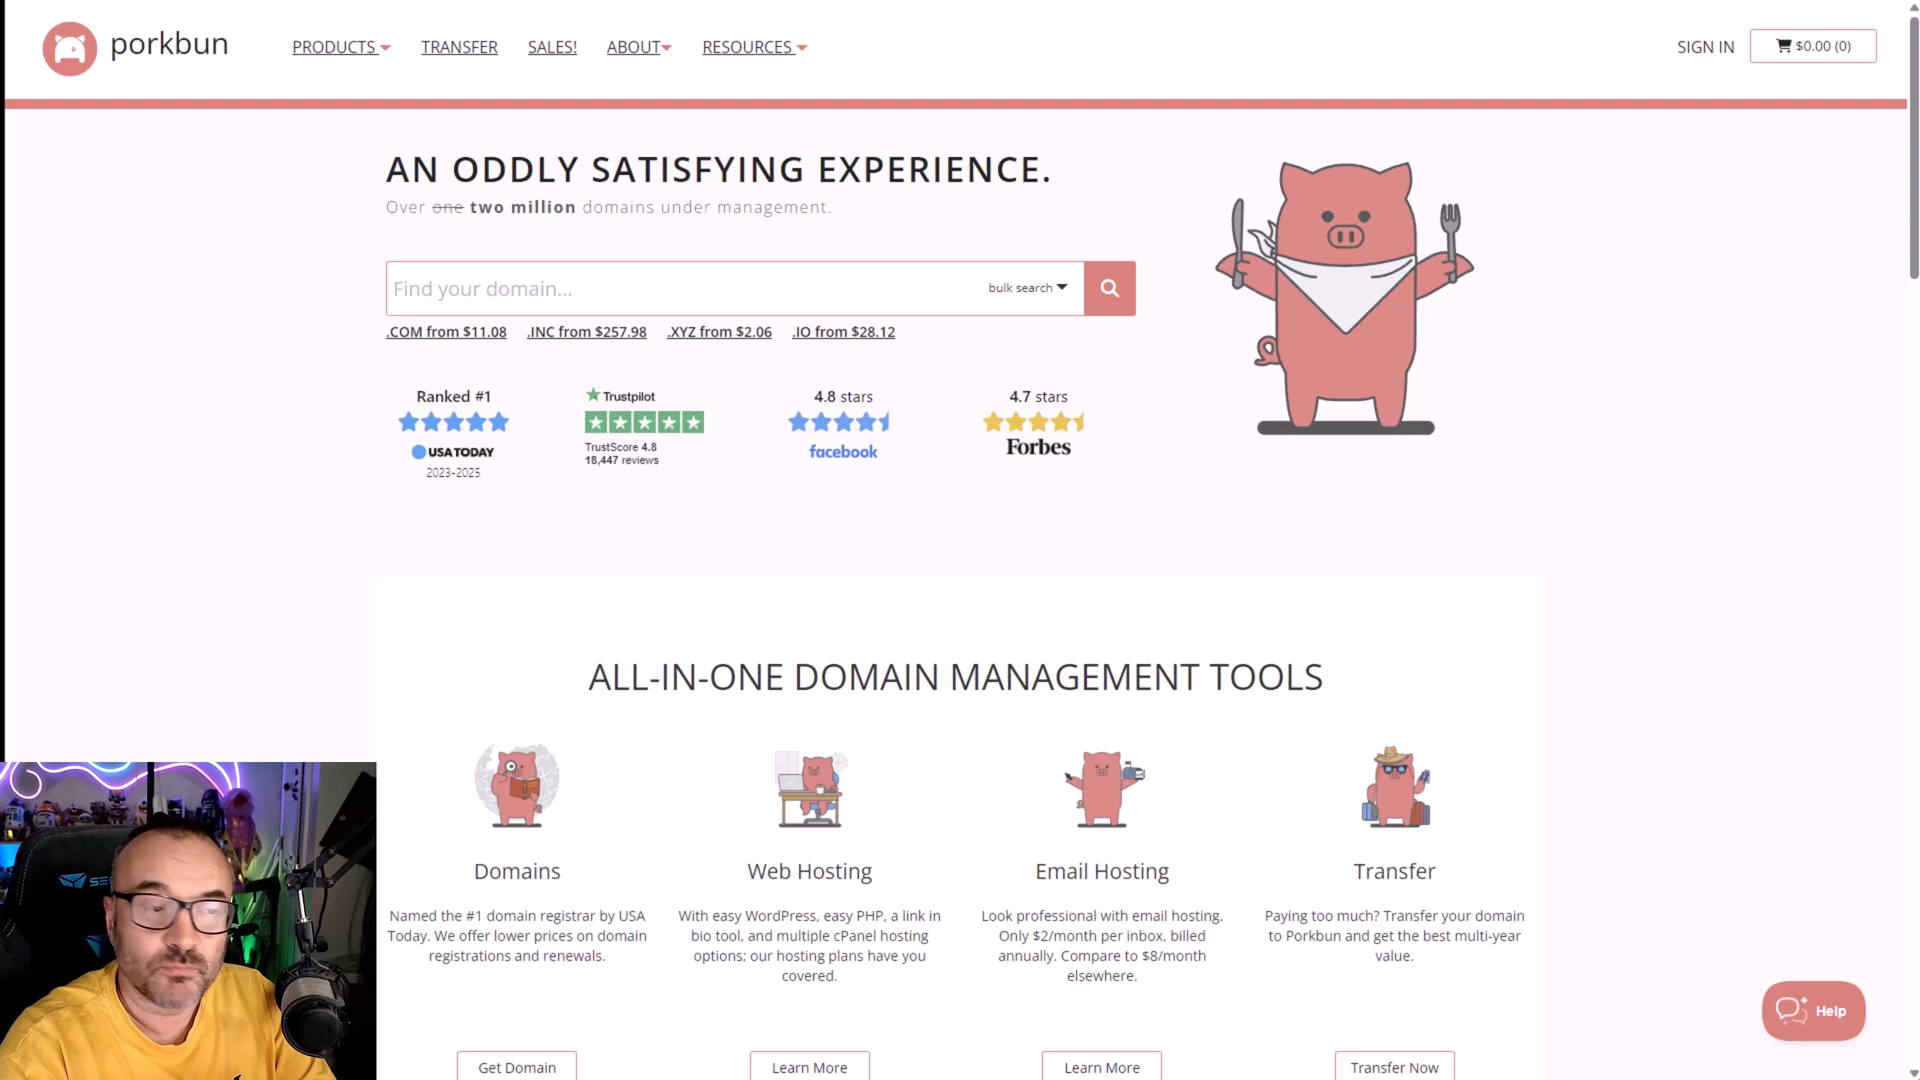 porkbun
PRODUCTS
TRANSFER
SALES!
ABOUT
RESOURCES
SIGN IN
$0.00 (0)
AN ODDLY SATISFYING EXPERIENCE.
Over one two million domains under management.
Find your domain...
bulk search
.COM from $11.08
.INC from $257.98
.XYZ from $2.06
.IO from $28.12
Ranked #1
USA TODAY
2023-2025
Trustpilot
TrustScore 4.8
18,447 reviews
4.8 stars
facebook
4.7 stars
Forbes
ALL-IN-ONE DOMAIN MANAGEMENT TOOLS
Domains
Named the #1 domain registrar by USA
Today. We offer lower prices on domain
registrations and renewals.
Get Domain
Web Hosting
With easy WordPress, easy PHP, a link in
bio tool, and multiple cPanel hosting
options; our hosting plans have you
covered.
Learn More
Email Hosting
Look professional with email hosting.
Only $2/month per inbox, billed
annually. Compare to $8/month
elsewhere.
Learn More
Transfer
Paying too much? Transfer your domain
to Porkbun and get the best multi-year
value.
Transfer Now
Help